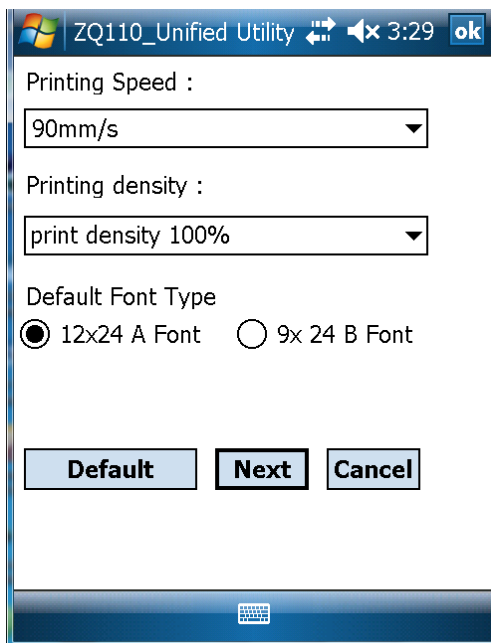 ZQ110_Unified Utility 3:29 ok
Printing Speed :
90mm/s
Printing density :
print density 100%
Default Font Type
12x24 A Font 9x 24 B Font
Default Next Cancel